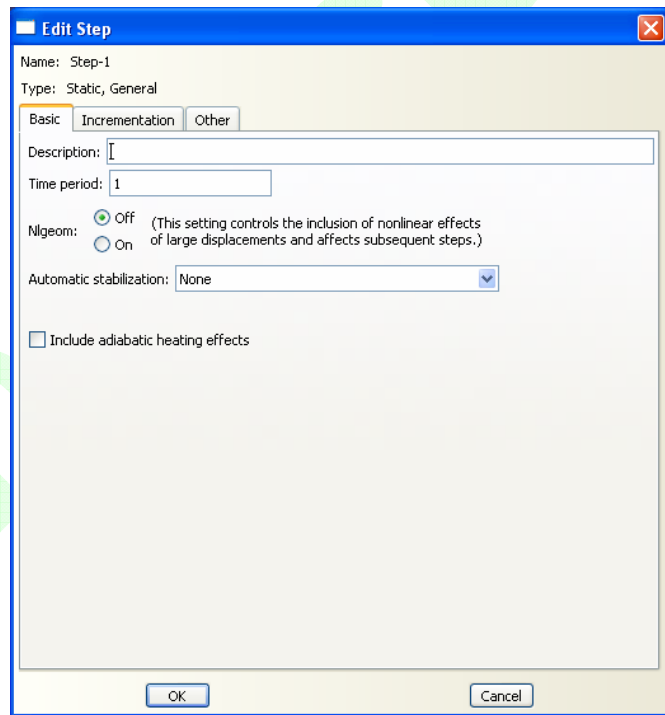 Edit Step
Name: Step-1
Type: Static, General
Basic Incrementation Other
Description:
Time period: 1
Nlgeom: Off (This setting controls the inclusion of nonlinear effects
On of large displacements and affects subsequent steps.)
Automatic stabilization: None
Include adiabatic heating effects
OK Cancel